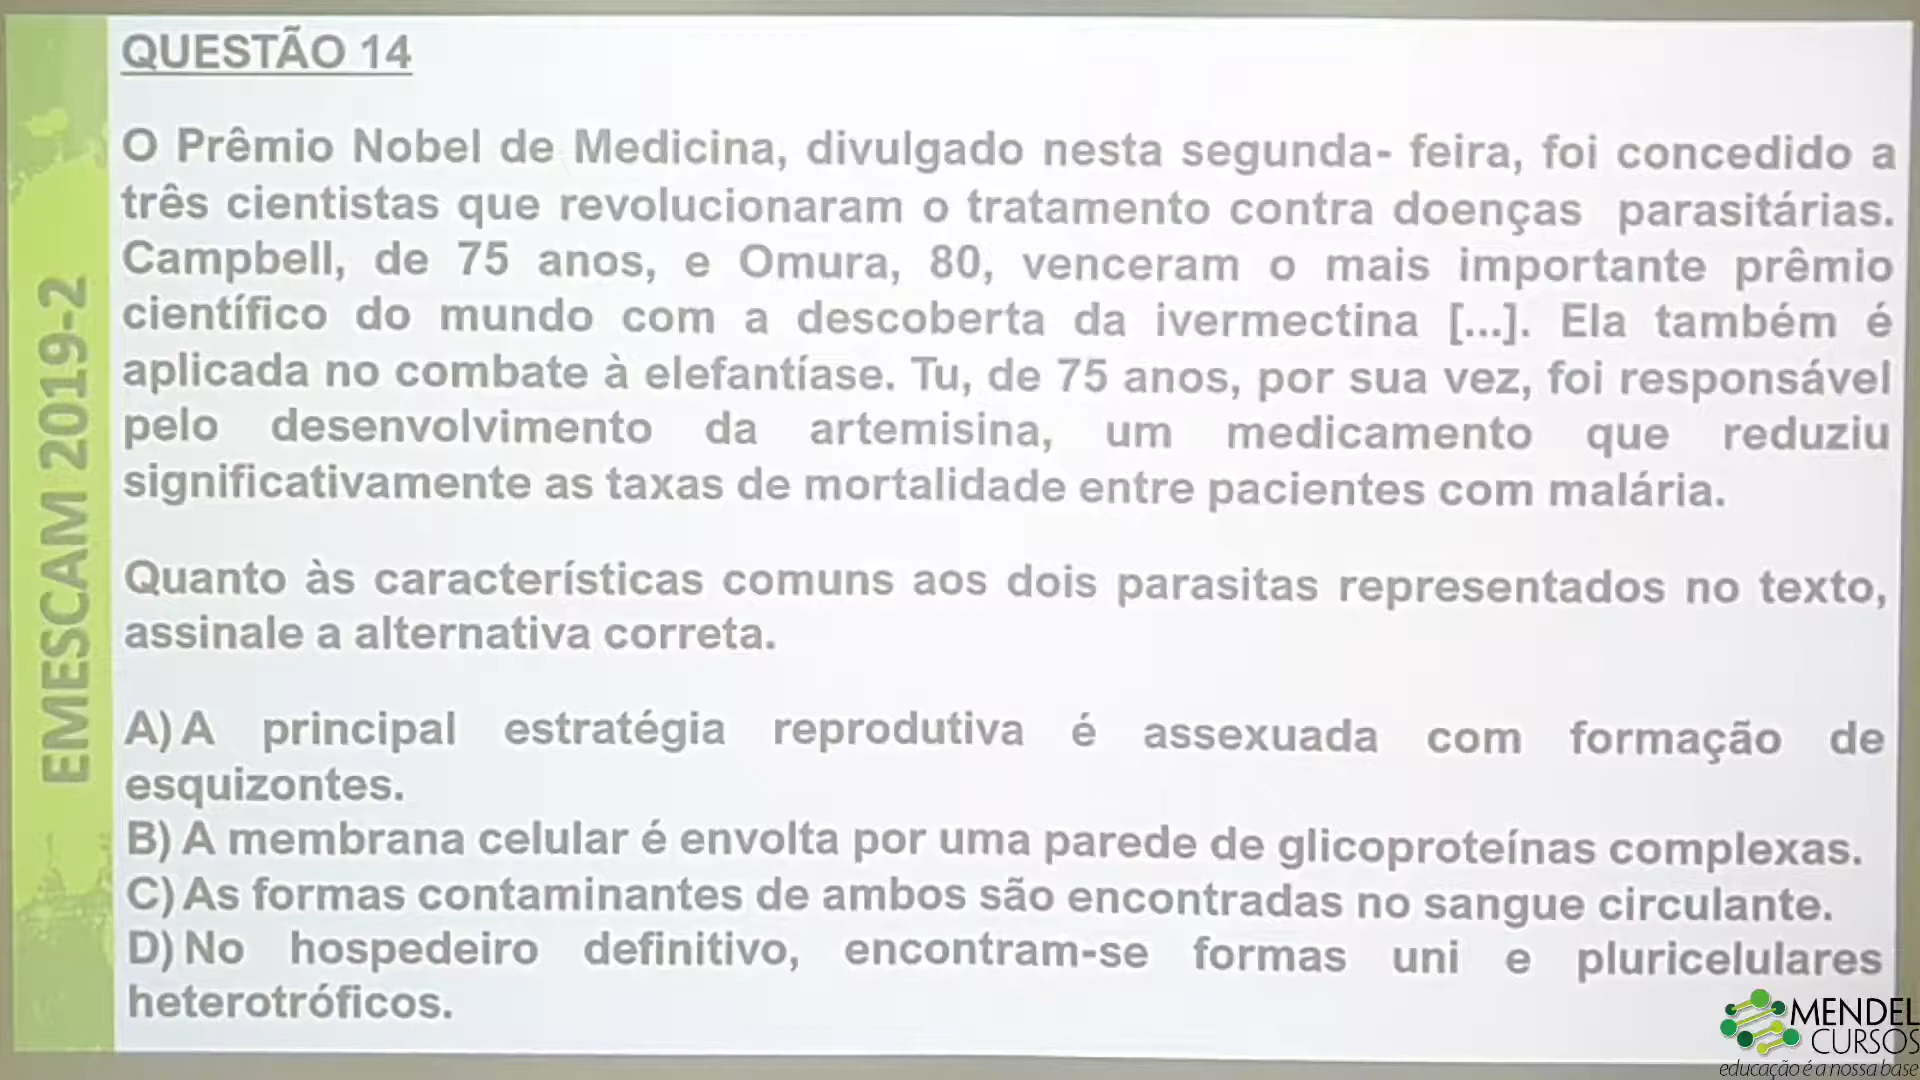 QUESTÃO 14
O Prêmio Nobel de Medicina, divulgado nesta segunda- feira, foi concedido a
três cientistas que revolucionaram o tratamento contra doenças parasitárias.
Campbell, de 75 anos, e Omura, 80, venceram o mais importante prêmio
científico do mundo com a descoberta da ivermectina [...]. Ela também é
aplicada no combate à elefantíase. Tu, de 75 anos, por sua vez, foi responsável
pelo desenvolvimento da artemisina, um medicamento que reduziu
significativamente as taxas de mortalidade entre pacientes com malária.
Quanto às características comuns aos dois parasitas representados no texto,
assinale a alternativa correta.
A) A principal estratégia reprodutiva é assexuada com formação de
esquizontes.
B) A membrana celular é envolta por uma parede de glicoproteínas complexas.
C) As formas contaminantes de ambos são encontradas no sangue circulante.
D) No hospedeiro definitivo, encontram-se formas uni e pluricelulares
heterotróficos.
EMESCAM 2019-2
MENDEL
CURSOS
educação é a nossa base